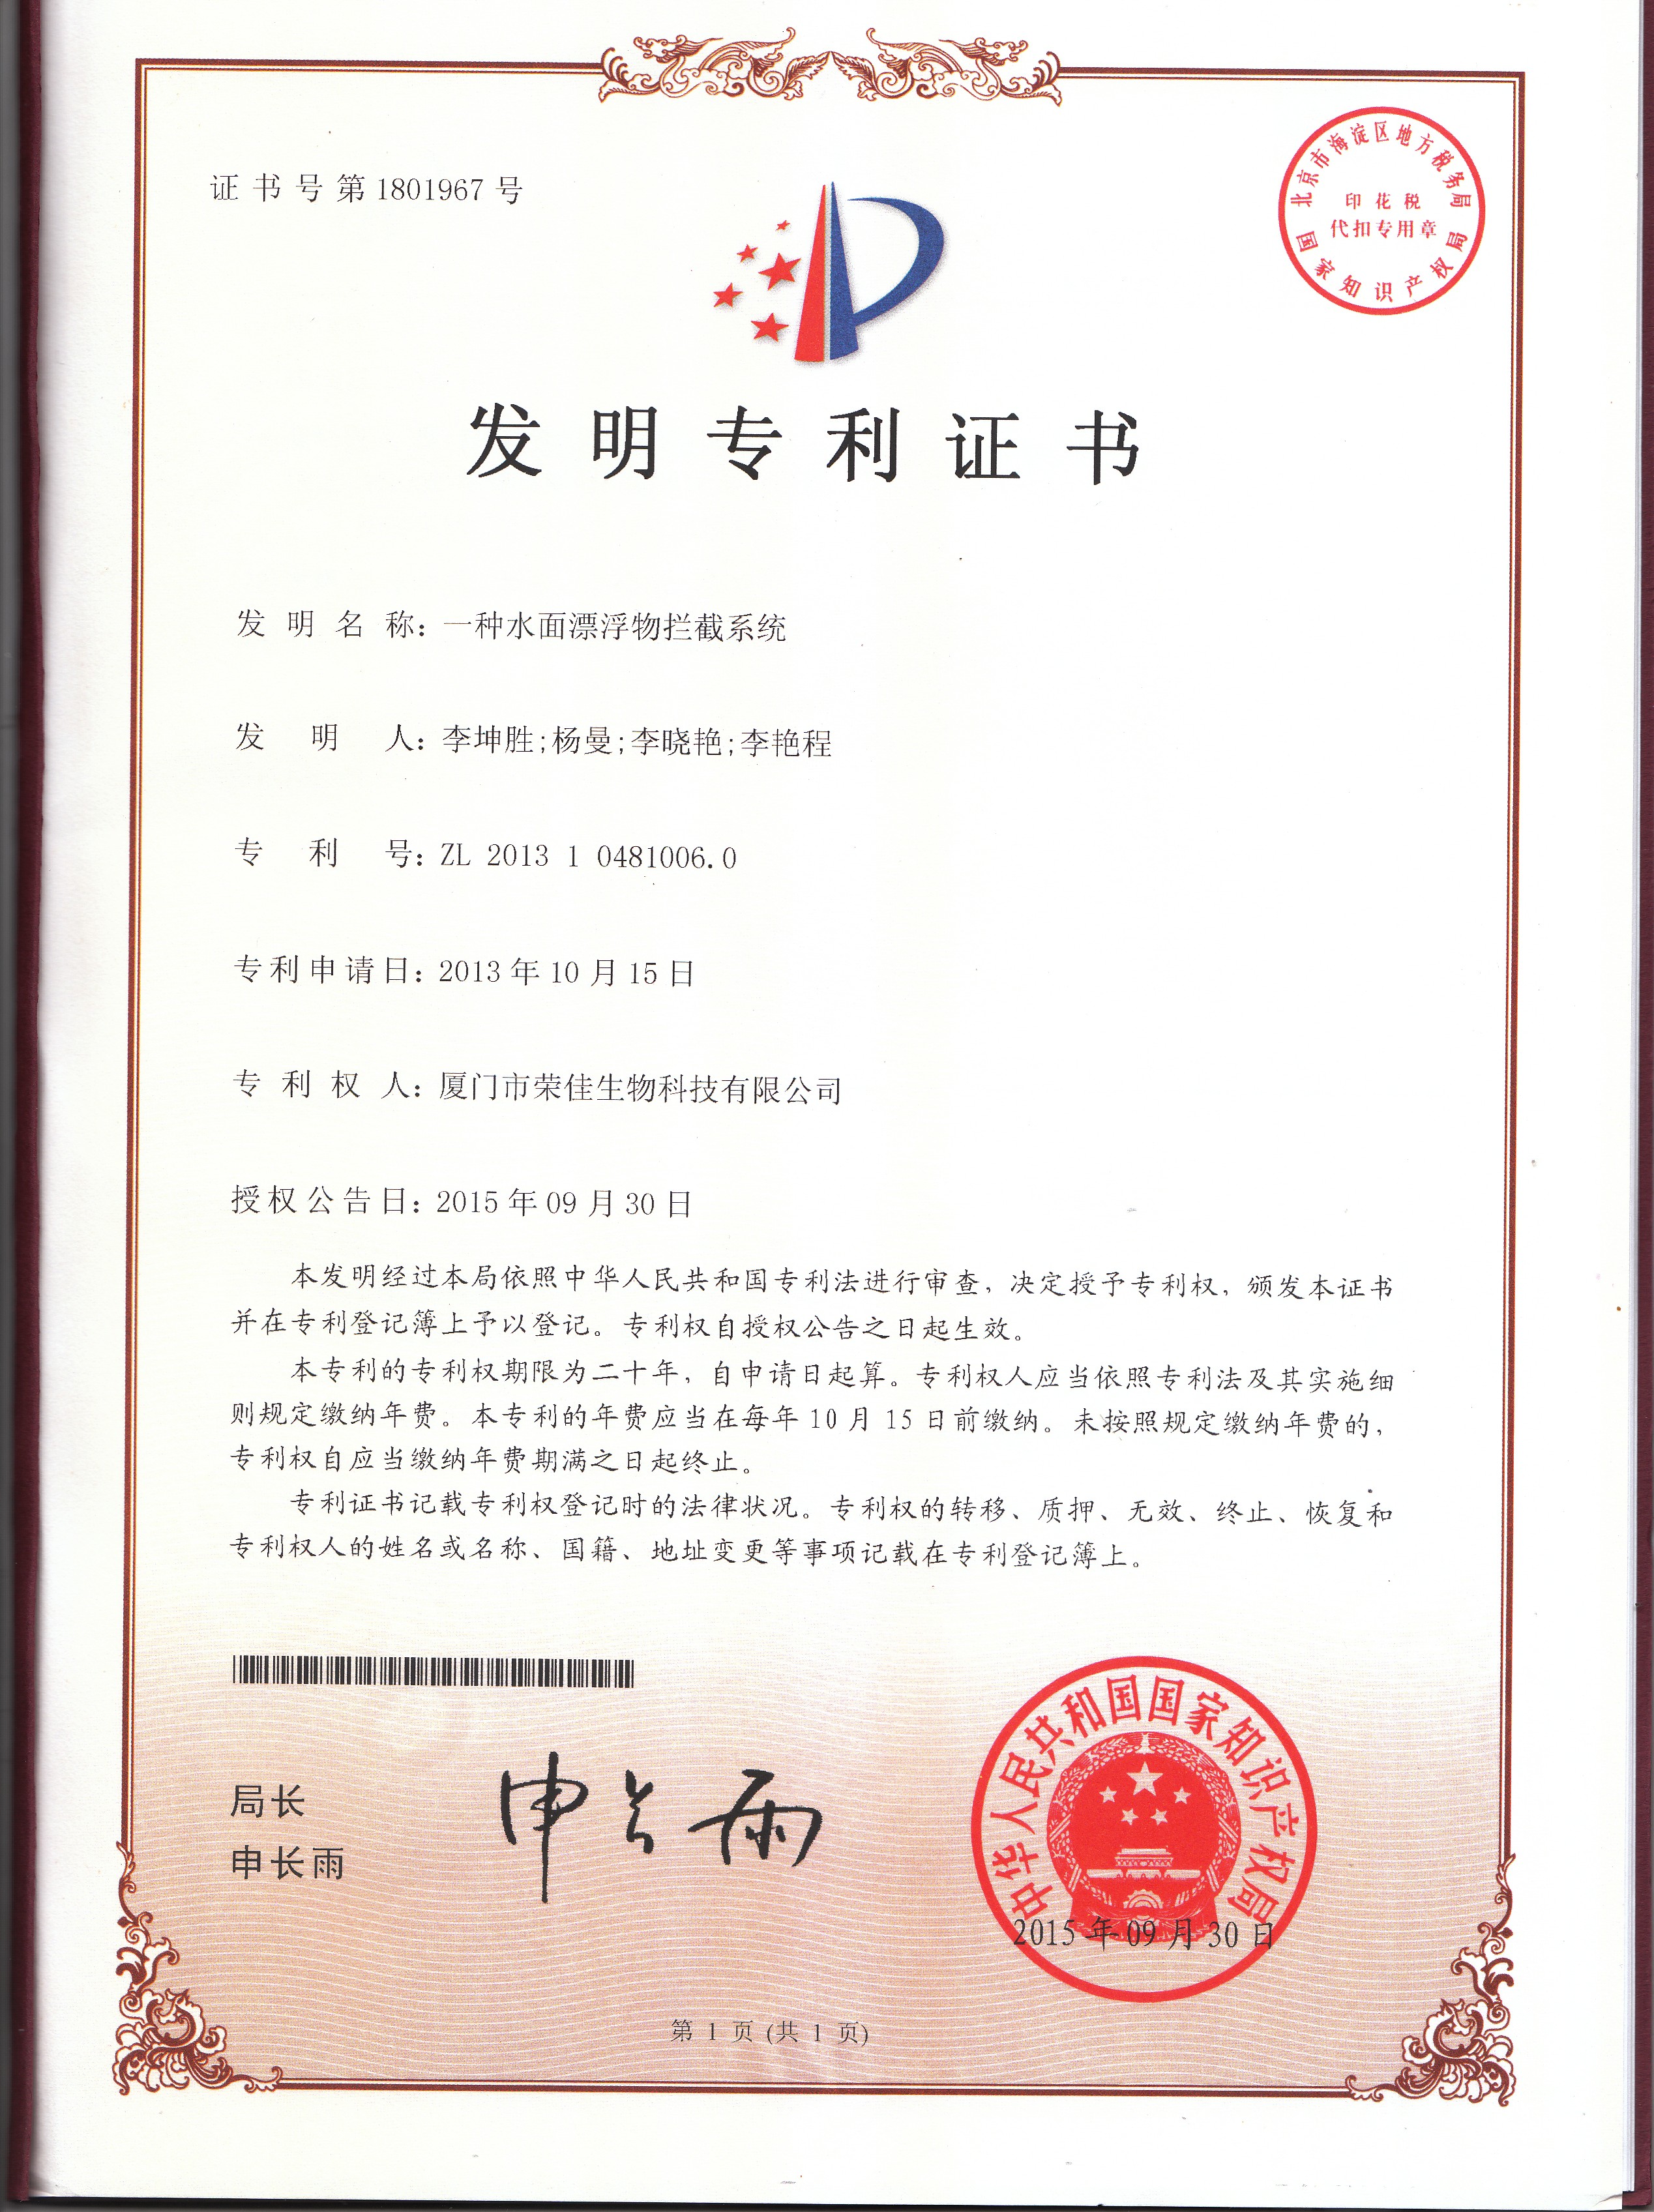 证书号第1801967号
北京市海淀区地方税务局
印花税
代扣专用章
国家知识产权局
发明专利证书
发明名称：一种水面漂浮物拦截系统
发明人：李坤胜;杨曼;李晓艳;李艳程
专利号：ZL 2013 1 0481006.0
专利申请日：2013年10月15日
专利权人：厦门市荣佳生物科技有限公司
授权公告日：2015年09月30日
本发明经过本局依照中华人民共和国专利法进行审查，决定授予专利权，颁发本证书
并在专利登记簿上予以登记。专利权自授权公告之日起生效。
本专利的专利权期限为二十年，自申请日起算。专利权人应当依照专利法及其实施细
则规定缴纳年费。本专利的年费应当在每年10月15日前缴纳。未按照规定缴纳年费的，
专利权自应当缴纳年费期满之日起终止。
专利证书记载专利权登记时的法律状况。专利权的转移、质押、无效、终止、恢复和
专利权人的姓名或名称、国籍、地址变更等事项记载在专利登记簿上。
局长
申长雨
申长雨
中华人民共和国国家知识产权局
2015年09月30日
第 1 页 (共 1 页)